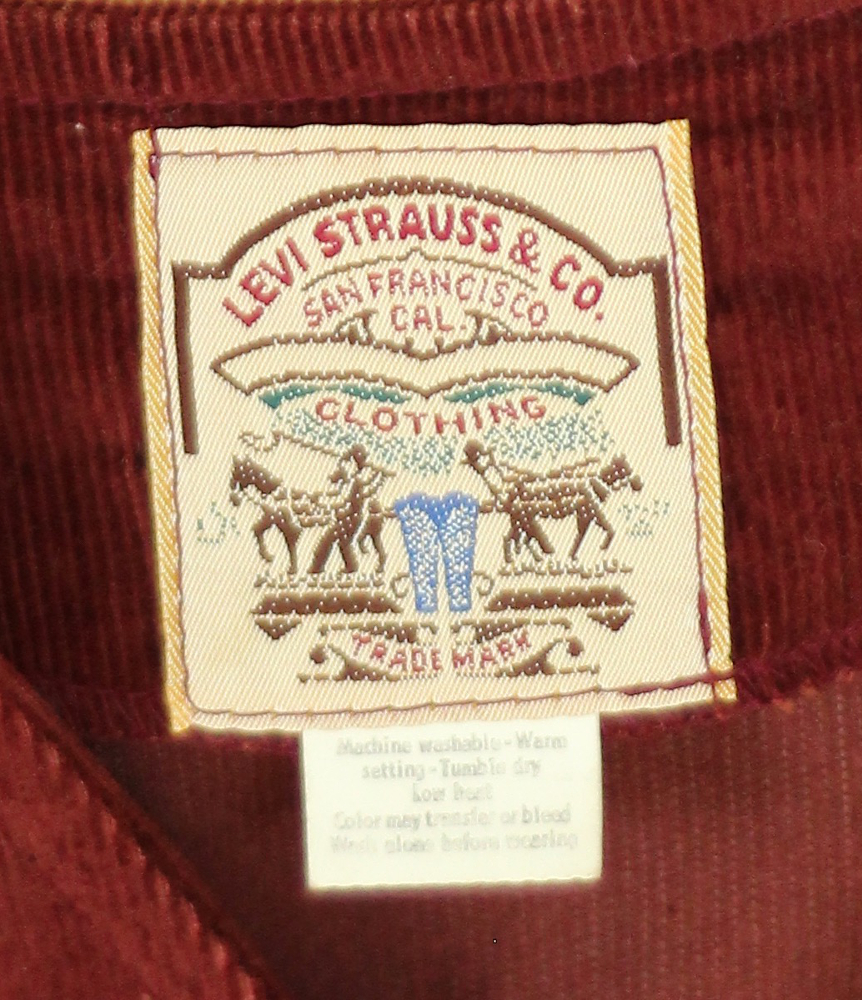 LEVI STRAUSS & CO.
SAN FRANCISCO
CAL.
CLOTHING
TRADE MARK
Machine washable - Warm
setting - Tumble dry
Low heat
Color may transfer or bleed
Wash alone before wearing